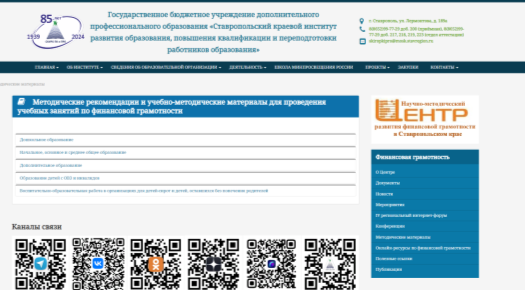 85 ЛЕТ
1939 2024
Государственное бюджетное учреждение дополнительного
профессионального образования «Ставропольский краевой институт
развития образования, повышения квалификации и переподготовки
работников образования»
г. Ставрополь, ул. Лермонтова, д. 189а
ГЛАВНАЯ ОБ ИНСТИТУТЕ СВЕДЕНИЯ ОБ ОБРАЗОВАТЕЛЬНОЙ ОРГАНИЗАЦИИ ДЕЯТЕЛЬНОСТЬ ШКОЛА МИНПРОСВЕЩЕНИЯ РОССИИ ПРОЕКТЫ ЗАКУПКИ КОНТАКТЫ
Методические рекомендации и учебно-методические материалы для проведения
учебных занятий по финансовой грамотности
Дошкольное образование
Начальное, основное и среднее общее образование
Дополнительное образование
Образование детей с ОВЗ и инвалидов
Воспитательно-образовательная работа в организациях для детей-сирот и детей, оставшихся без попечения родителей
Каналы связи
Научно-методический
ЦЕНТР
развития финансовой грамотности
в Ставропольском крае
Финансовая грамотность
О Центре
Документы
Новости
Мероприятия
IV региональный интернет-форум
Конференции
Методические материалы
Онлайн-ресурсы по финансовой грамотности
Полезные ссылки
Публикации